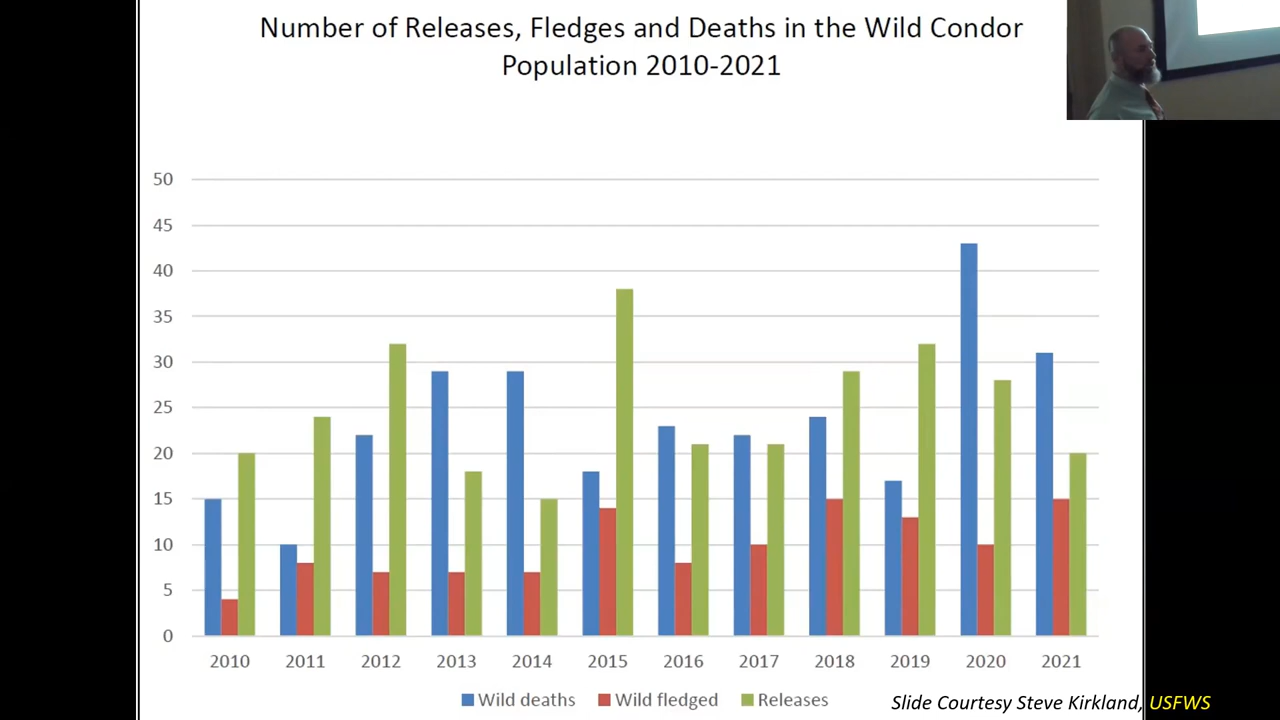 Number of Releases, Fledges and Deaths in the Wild Condor
Population 2010-2021
50
45
40
35
30
25
20
15
10
5
0
2010 2011 2012 2013 2014 2015 2016 2017 2018 2019 2020 2021
Wild deaths Wild fledged Releases
Slide Courtesy Steve Kirkland, USFWS